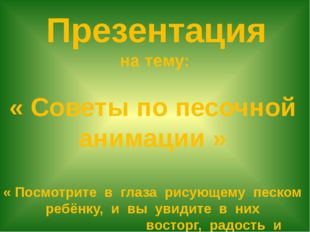 Презентация
на тему:
« Советы по песочной
анимации »
« Посмотрите в глаза рисующему песком
ребёнку, и вы увидите в них
восторг, радость и